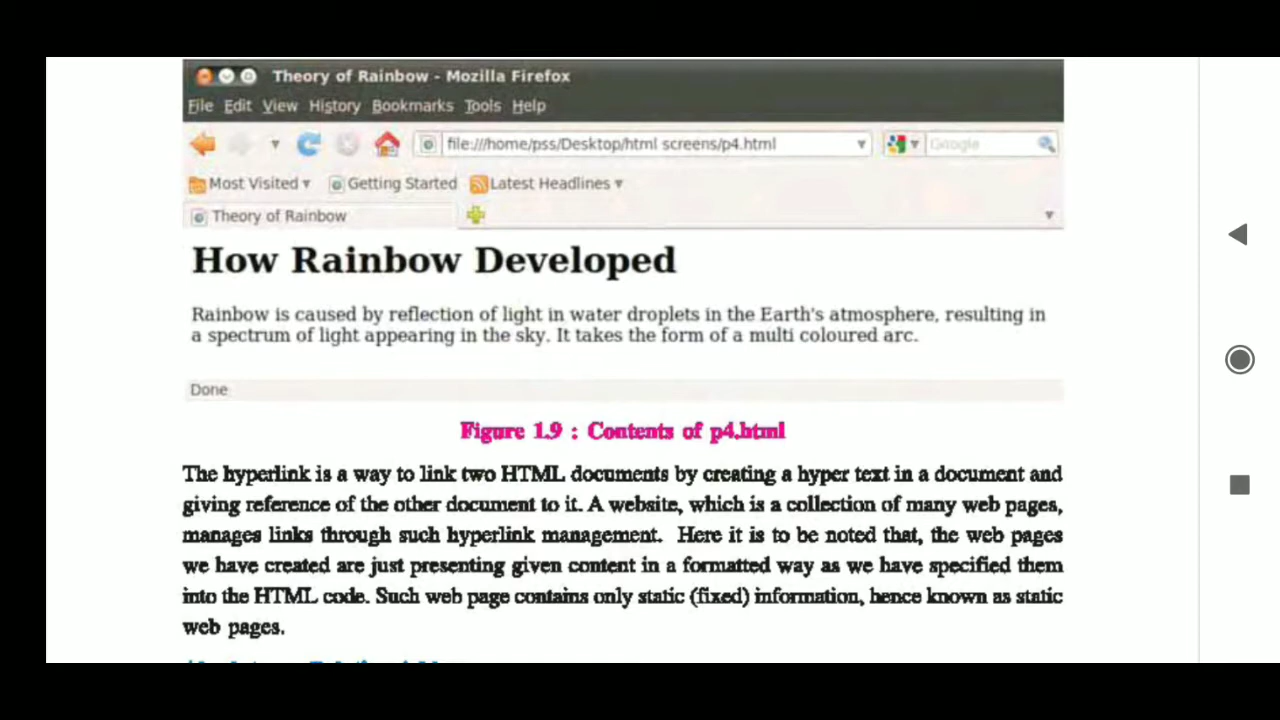 Theory of Rainbow - Mozilla Firefox
File Edit View History Bookmarks Tools Help
file:///home/pss/Desktop/html screens/p4.html Google
Most Visited Getting Started Latest Headlines
Theory of Rainbow
How Rainbow Developed
Rainbow is caused by reflection of light in water droplets in the Earth's atmosphere, resulting in
a spectrum of light appearing in the sky. It takes the form of a multi coloured arc.
Done
Figure 1.9 : Contents of p4.html
The hyperlink is a way to link two HTML documents by creating a hyper text in a document and
giving reference of the other document to it. A website, which is a collection of many web pages,
manages links through such hyperlink management. Here it is to be noted that, the web pages
we have created are just presenting given content in a formatted way as we have specified them
into the HTML code. Such web page contains only static (fixed) information, hence known as static
web pages.